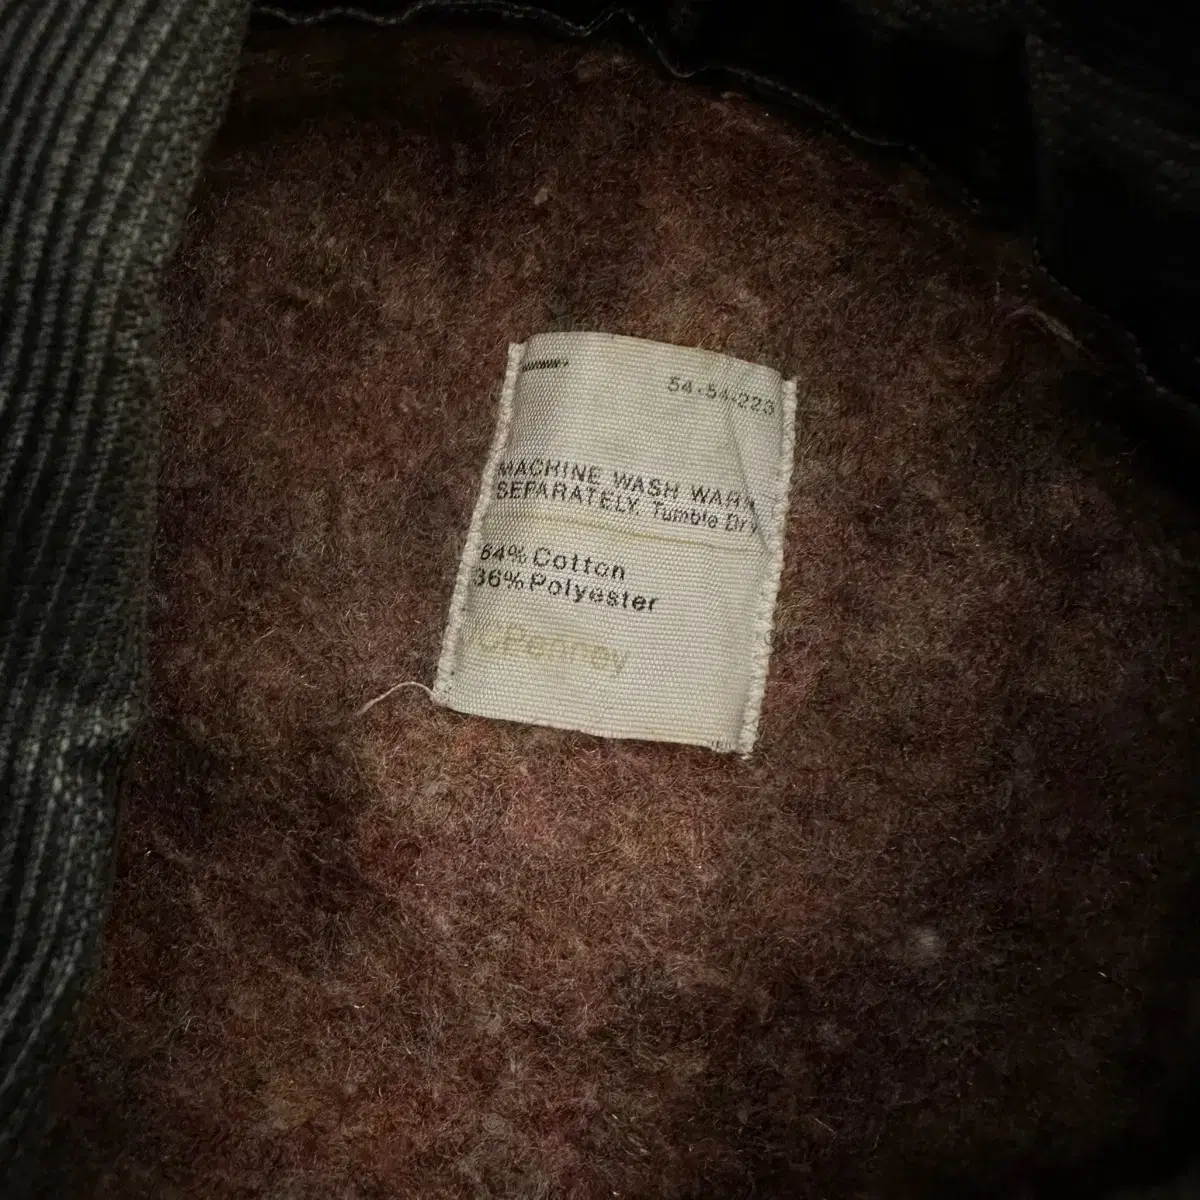 54-54-223
MACHINE WASH WARM
SEPARATELY. Tumble Dry
64% Cotton
36% Polyester
JCPenney